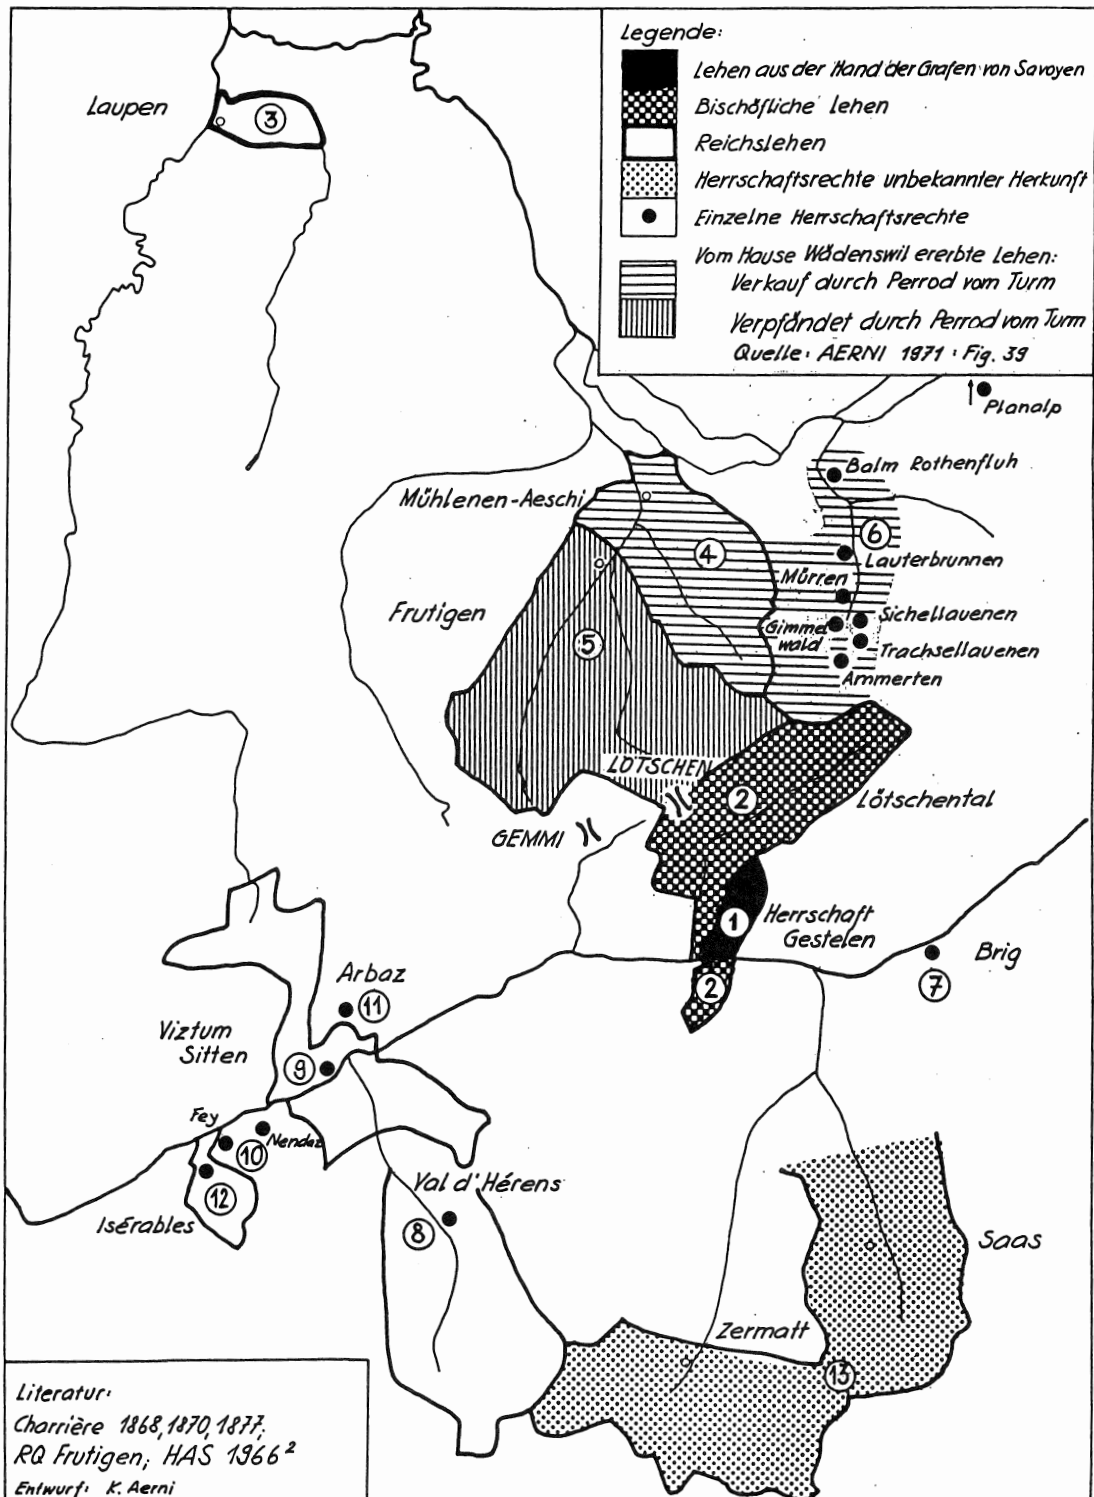 Legende:
Lehen aus der Hand der Grafen von Savoyen
Bischöfliche Lehen
Reichslehen
Herrschaftsrechte unbekannter Herkunft
Einzelne Herrschaftsrechte
Vom Hause Wädenswil ererbte Lehen:
Verkauf durch Perrod vom Turm
Verpfändet durch Perrod vom Turm
Quelle: AERNI 1971: Fig. 39
Laupen
3
Planalp
Balm Rothenfluh
Mühlenen-Aeschi
6
4
Lauterbrunnen
Mürren
Frutigen
Sichellauenen
Gimmel
wald
5
Trachsellauenen
Ammerten
LÖTSCHEN
2
Lötschental
GEMMI
1
Herrschaft
Gestelen
Brig
7
2
Arbaz
11
Viztum
Sitten
9
Fey
Nendaz
10
12
Isérables
Val d'Hérens
8
Saas
Zermatt
13
Literatur:
Charrière 1868, 1870, 1877;
RQ Frutigen; HAS 1966²
Entwurf: K. Aerni